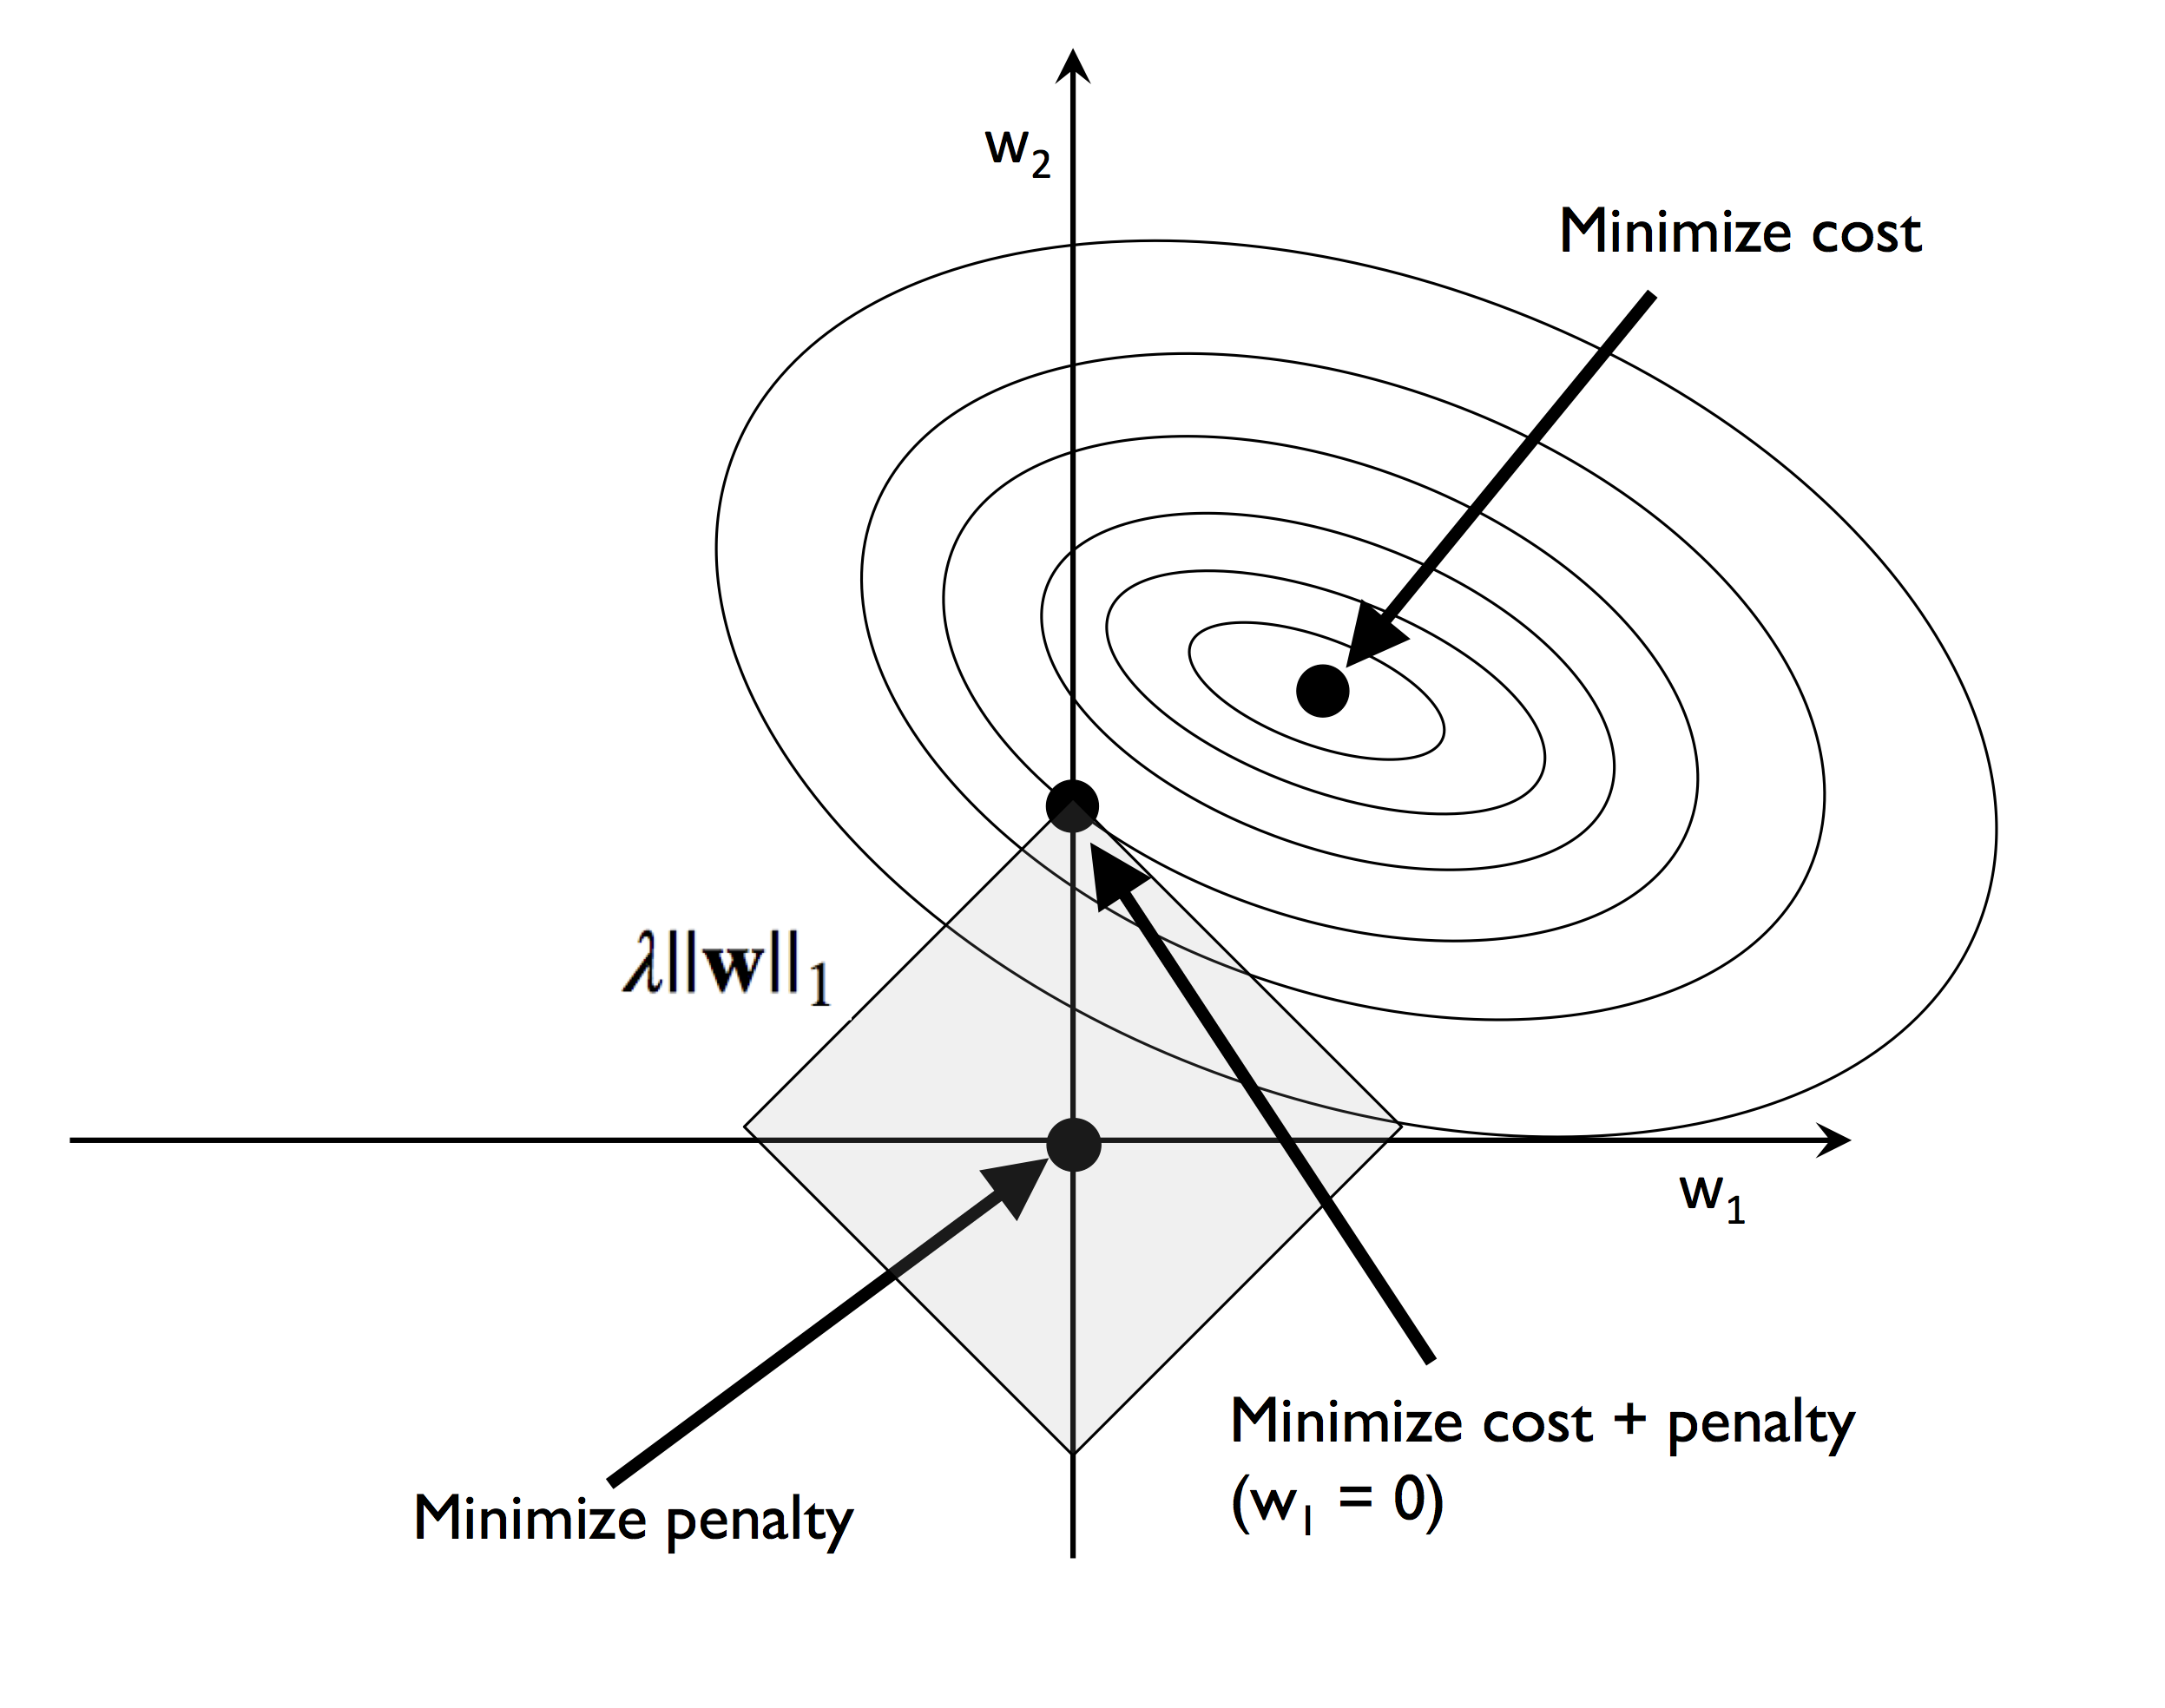 w2
Minimize cost
λ||w||1
w1
Minimize cost + penalty
(w1 = 0)
Minimize penalty